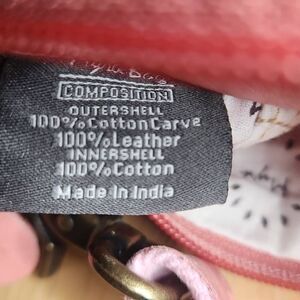 COMPOSITION
OUTERSHELL
100%CottonCarve
100%Leather
INNERSHELL
100%Cotton
Made In India